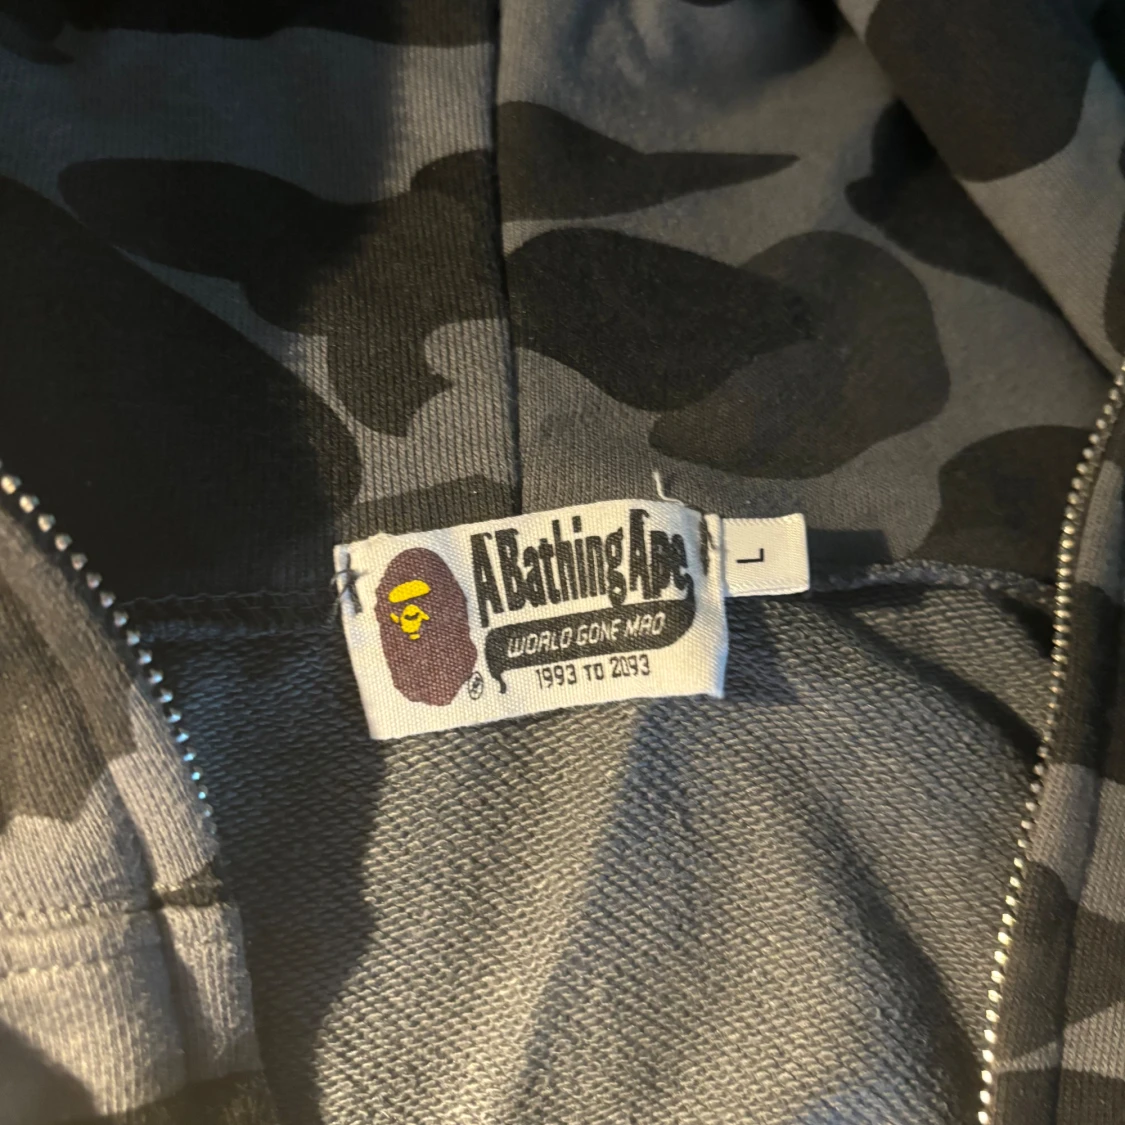 A Bathing Ape
L
WORLD GONE MAD
1993 TO 2093